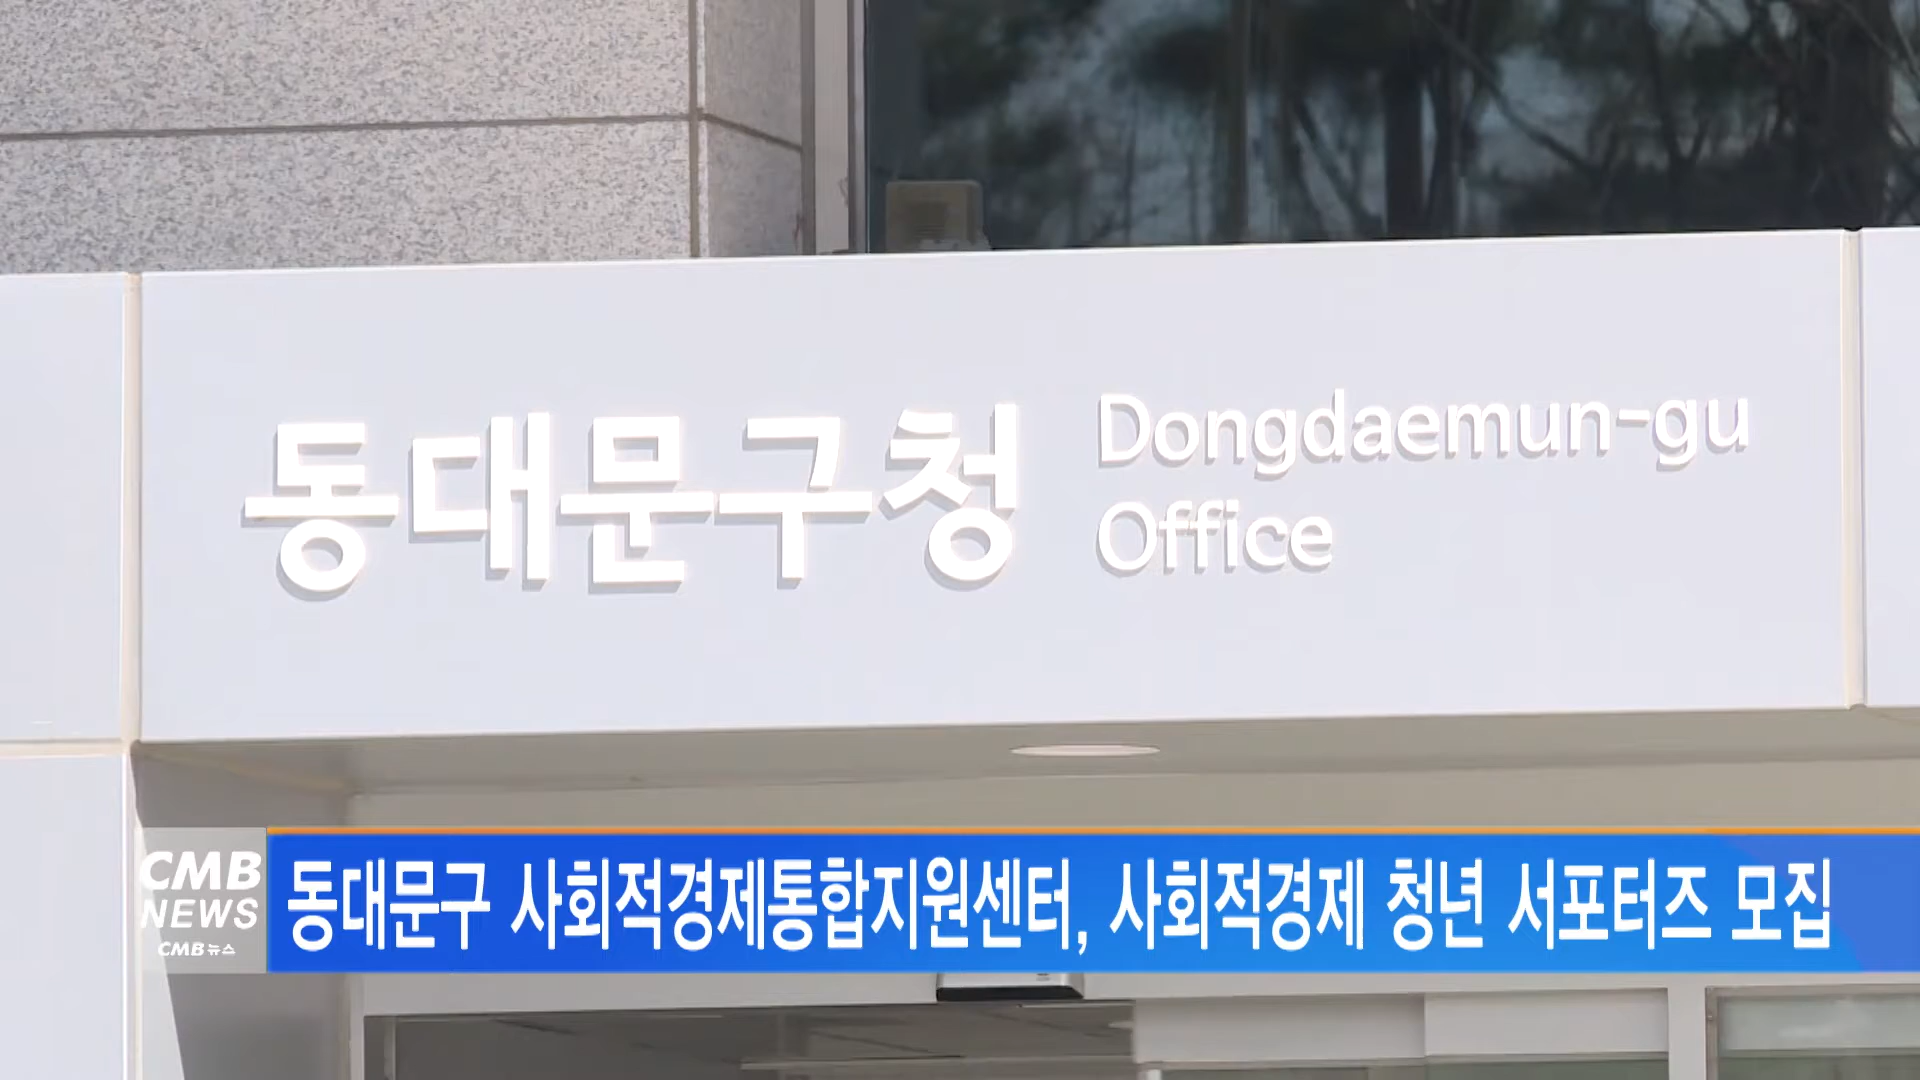 동대문구청
Dongdaemun-gu
Office
CMB
NEWS
CMB뉴스
동대문구 사회적경제통합지원센터, 사회적경제 청년 서포터즈 모집